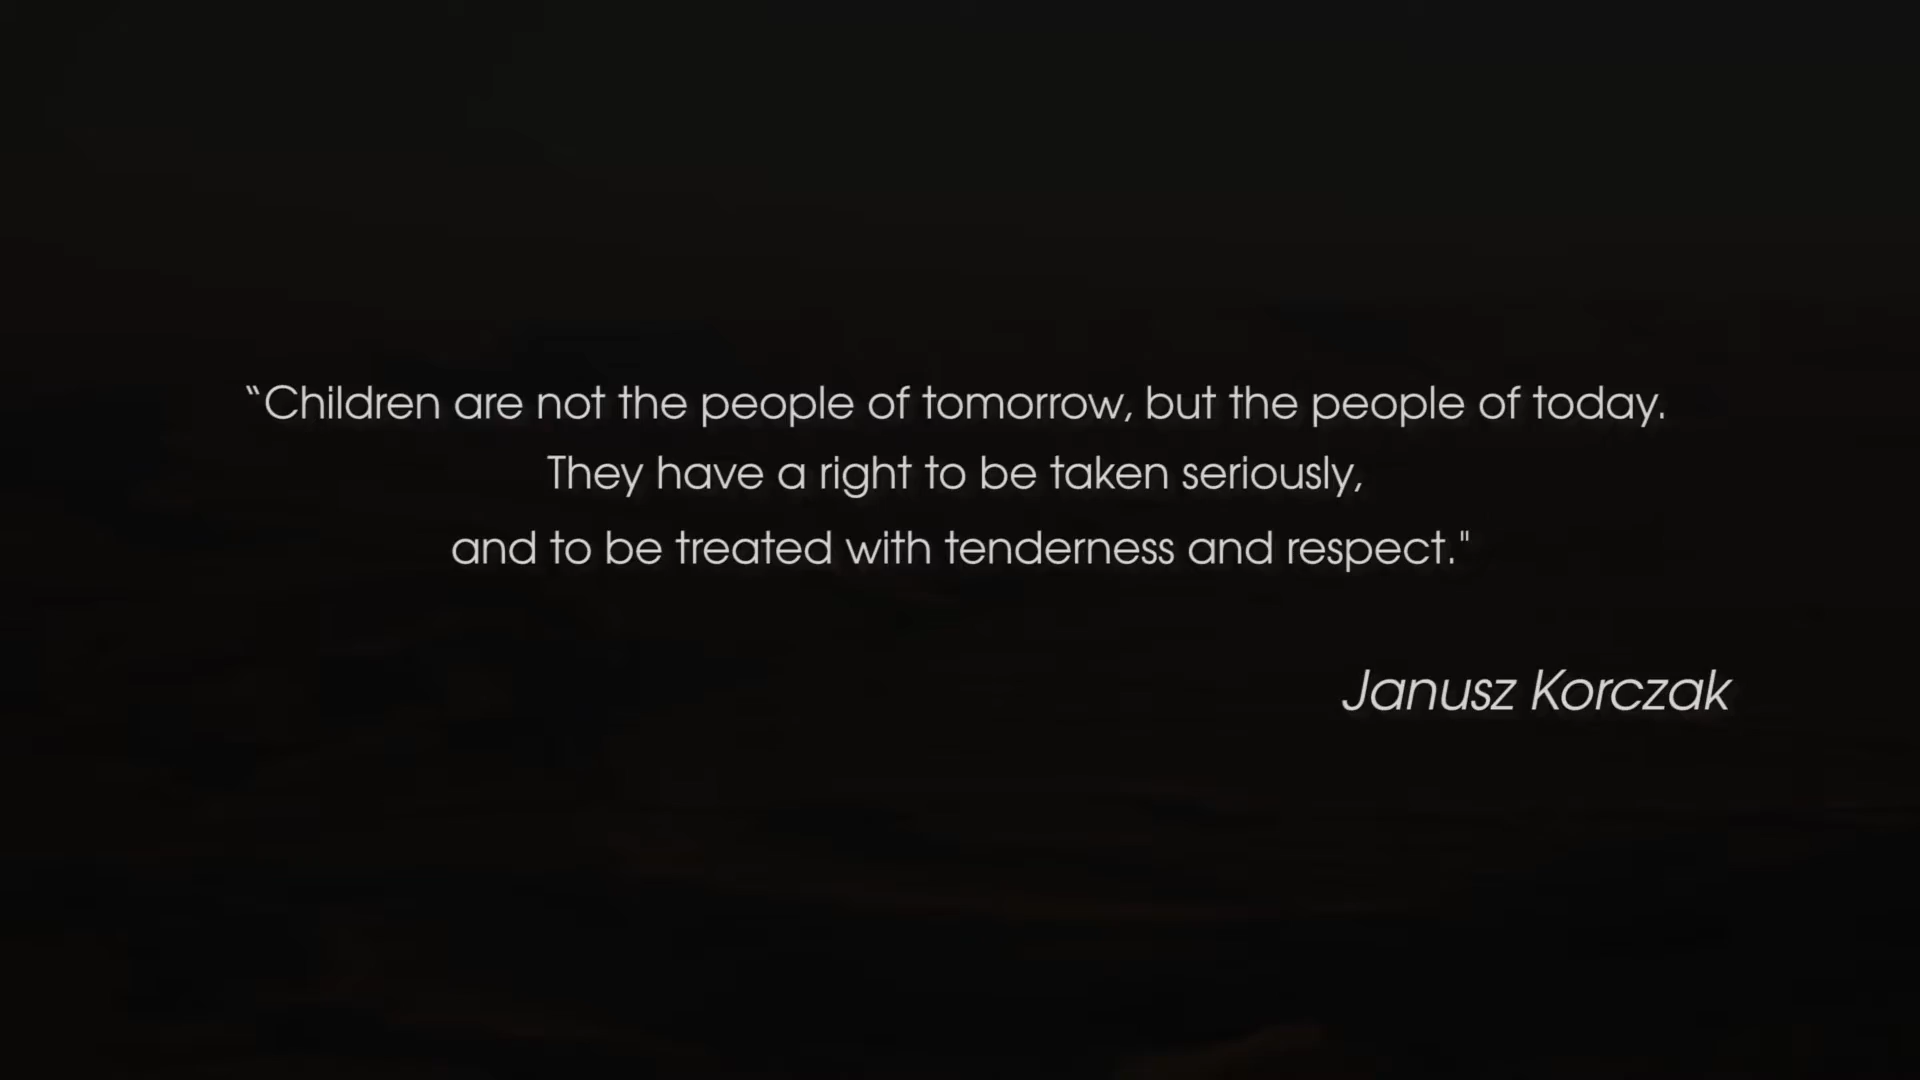 “Children are not the people of tomorrow, but the people of today.
They have a right to be taken seriously,
and to be treated with tenderness and respect."
Janusz Korczak